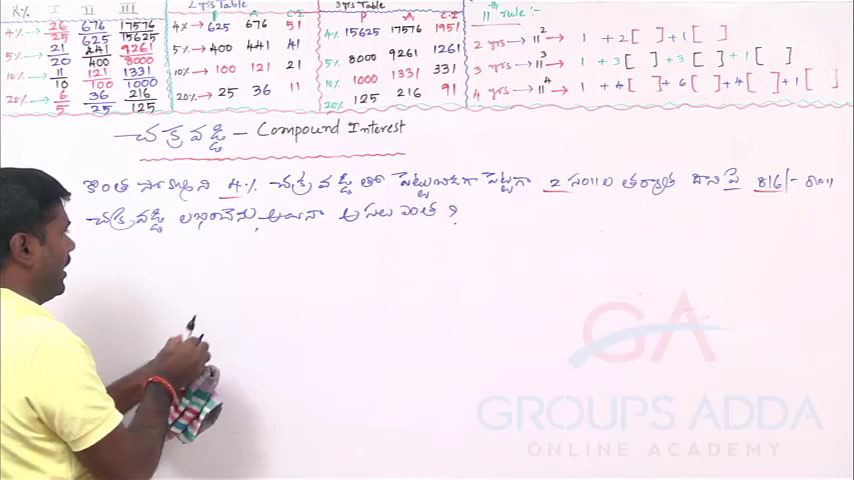 R% I II III
4% → 26/25 676/625 17576/15625
5% → 21/20 441/400 9261/8000
10% → 11/10 121/100 1331/1000
20% → 6/5 36/25 216/125
2 yrs Table
P A C.I
4% → 625 676 51
5% → 400 441 41
10% → 100 121 21
20% → 25 36 11
3 yrs Table
P A C.I
4% 15625 17576 1951
5% 8000 9261 1261
10% 1000 1331 331
20% 125 216 91
11th rule :-
2 yrs → 11² → 1 + 2[ ] + 1[ ]
3 yrs → 11³ → 1 + 3[ ] + 3[ ] + 1[ ]
4 yrs → 11⁴ → 1 + 4[ ] + 6[ ] + 4[ ] + 1[ ]
చక్రవడ్డీ – Compound Interest
కొంత సొమ్మును 4% చక్రవడ్డీ తో పెట్టుబడిగా పెట్టగా 2 సం॥ల తర్వాత దానిపై 816/- రూ॥
చక్రవడ్డీ లభించెను, అయినా అసలు ఎంత ?
GA
GROUPS ADDA
ONLINE ACADEMY